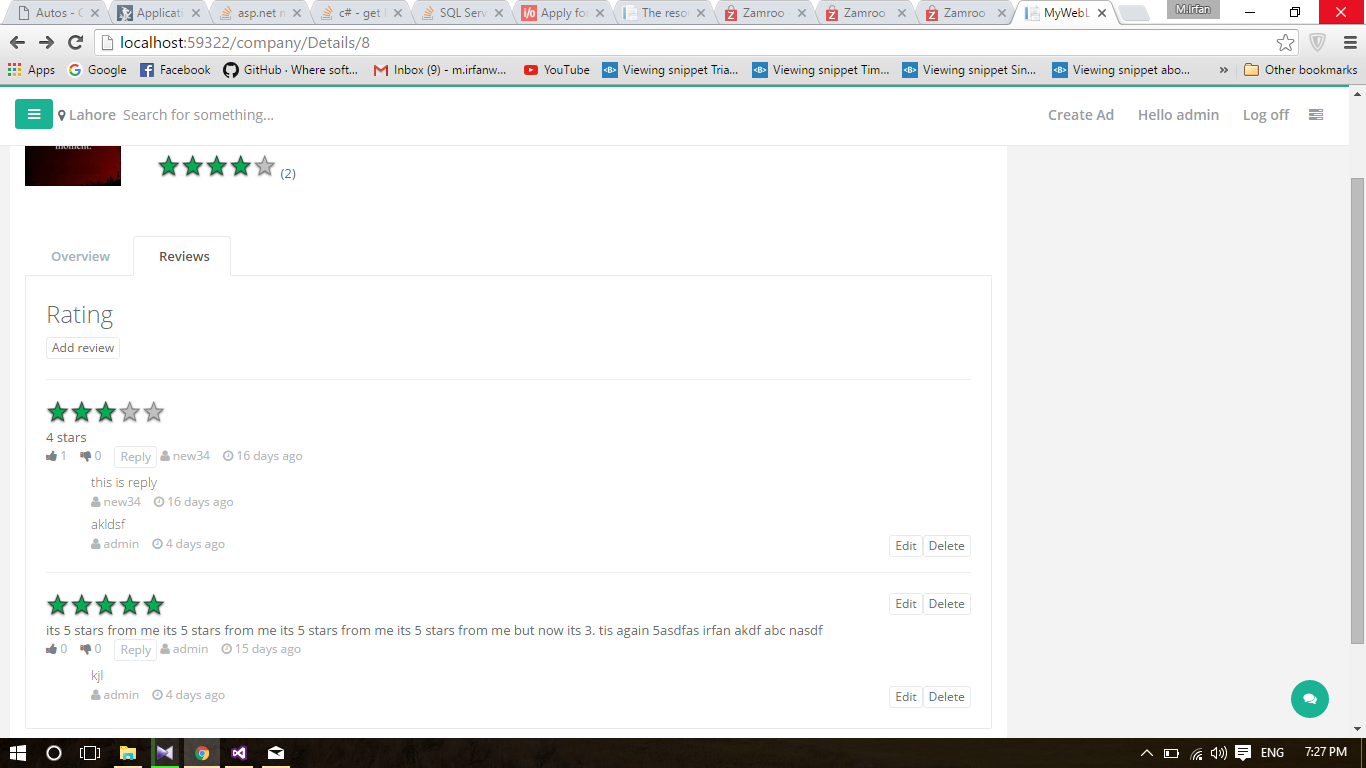 Autos - C
Applicati
asp.net m
c# - get l
SQL Serv
Apply for
The reso
Zamroo
Zamroo
Zamroo
MyWebL
M.Irfan
localhost:59322/company/Details/8
Apps
Google
Facebook
GitHub · Where soft...
Inbox (9) - m.irfanw...
YouTube
Viewing snippet Tria...
Viewing snippet Tim...
Viewing snippet Sin...
Viewing snippet abo...
»
Other bookmarks
Lahore Search for something...
Create Ad Hello admin Log off
moment.
(2)
Overview Reviews
Rating
Add review
4 stars
1 0 Reply new34 16 days ago
this is reply
new34 16 days ago
akldsf
admin 4 days ago Edit Delete
Edit Delete
its 5 stars from me its 5 stars from me its 5 stars from me its 5 stars from me but now its 3. tis again 5asdfas irfan akdf abc nasdf
0 0 Reply admin 15 days ago
kjl
admin 4 days ago Edit Delete
ENG 7:27 PM